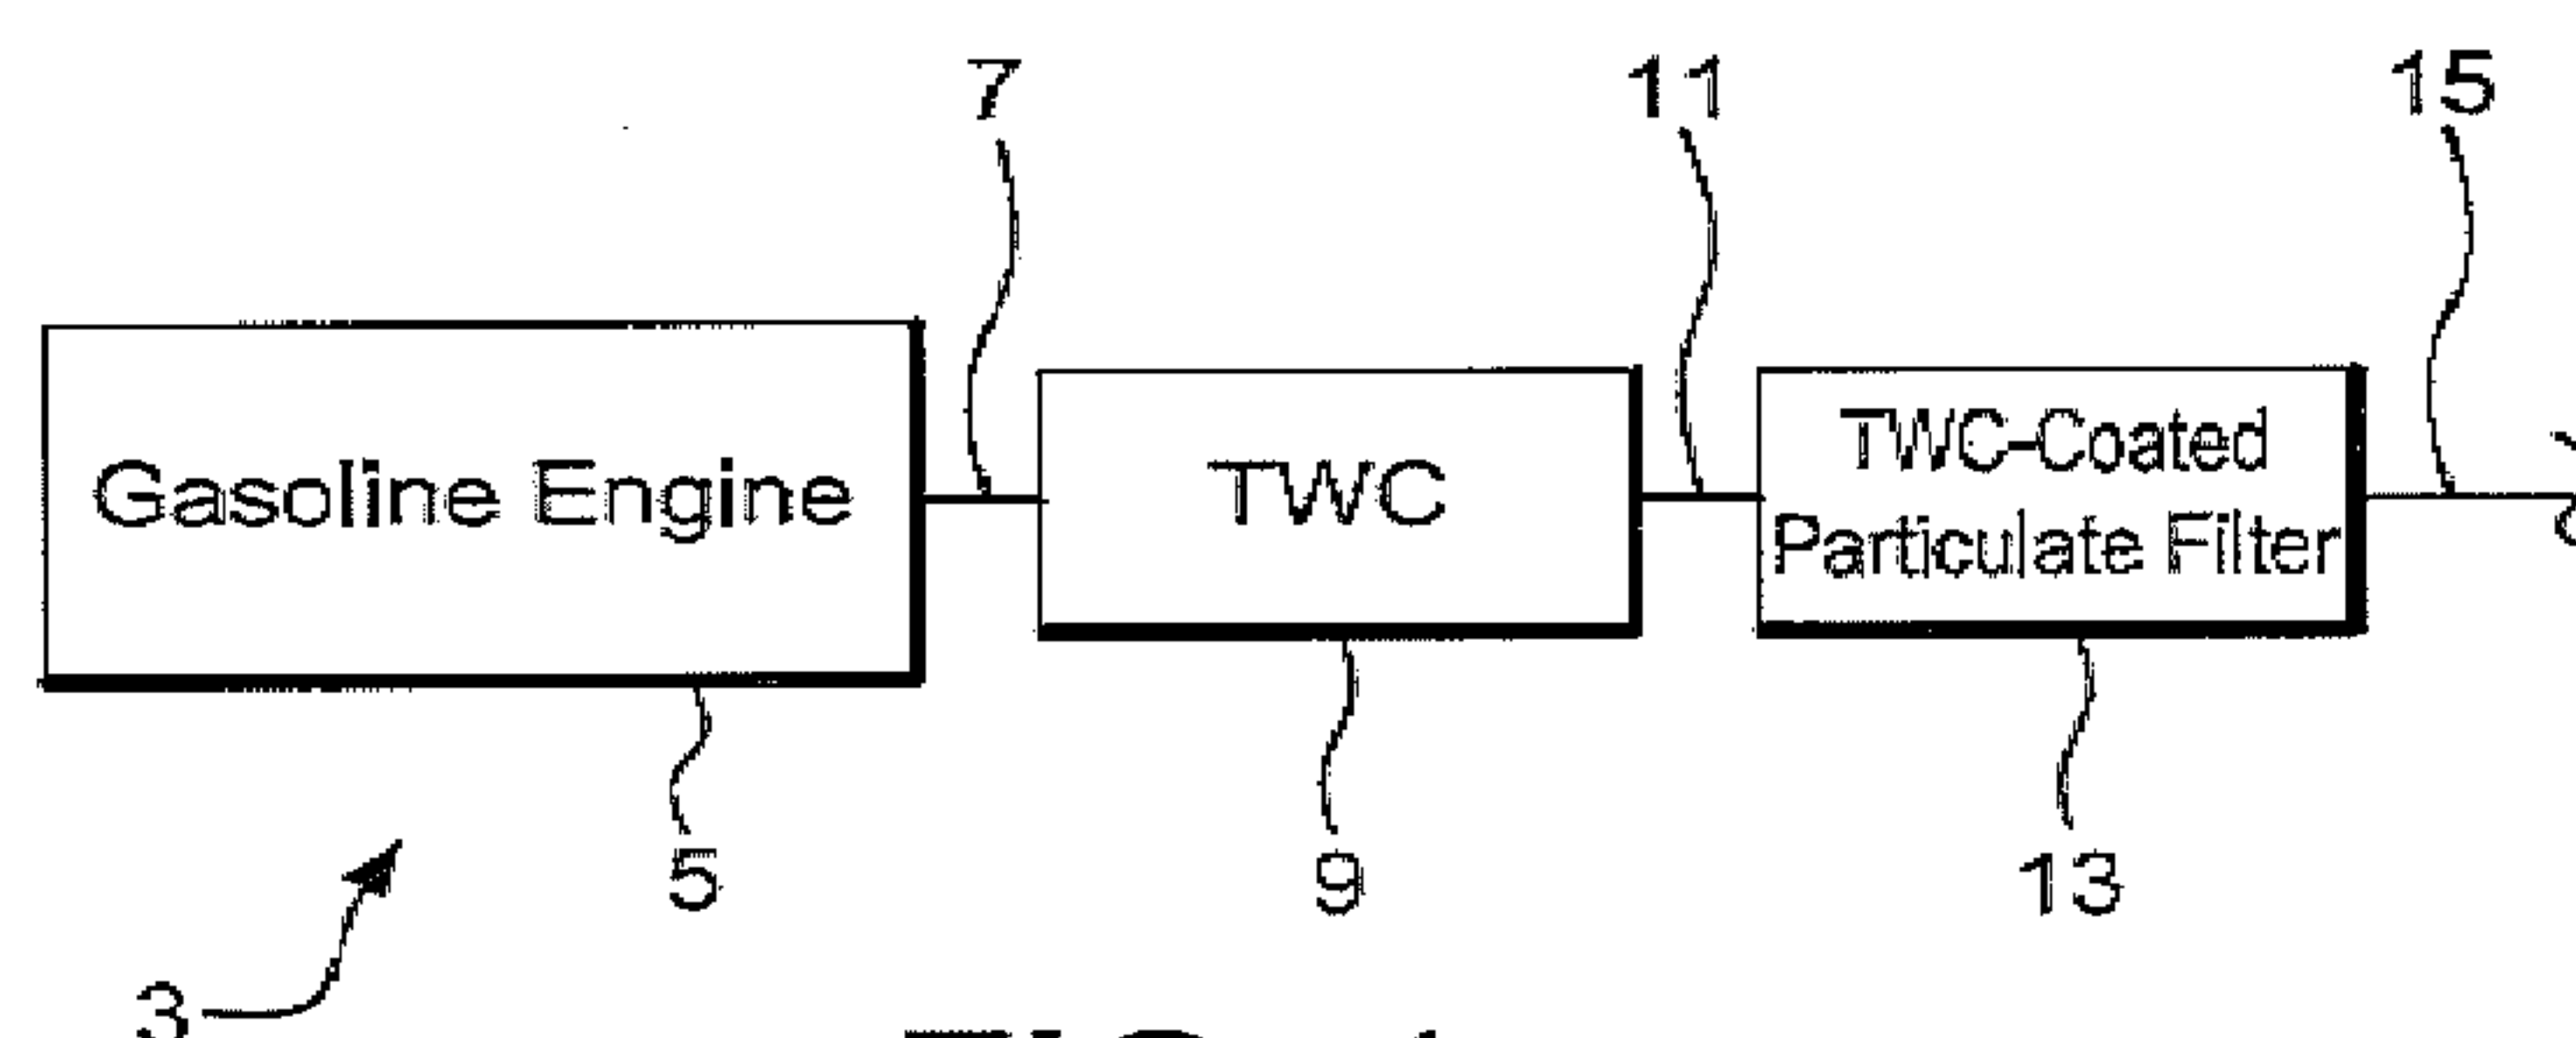 7 11 15
Gasoline Engine
TWC
TWC-Coated
Particulate Filter
5 9 13
3